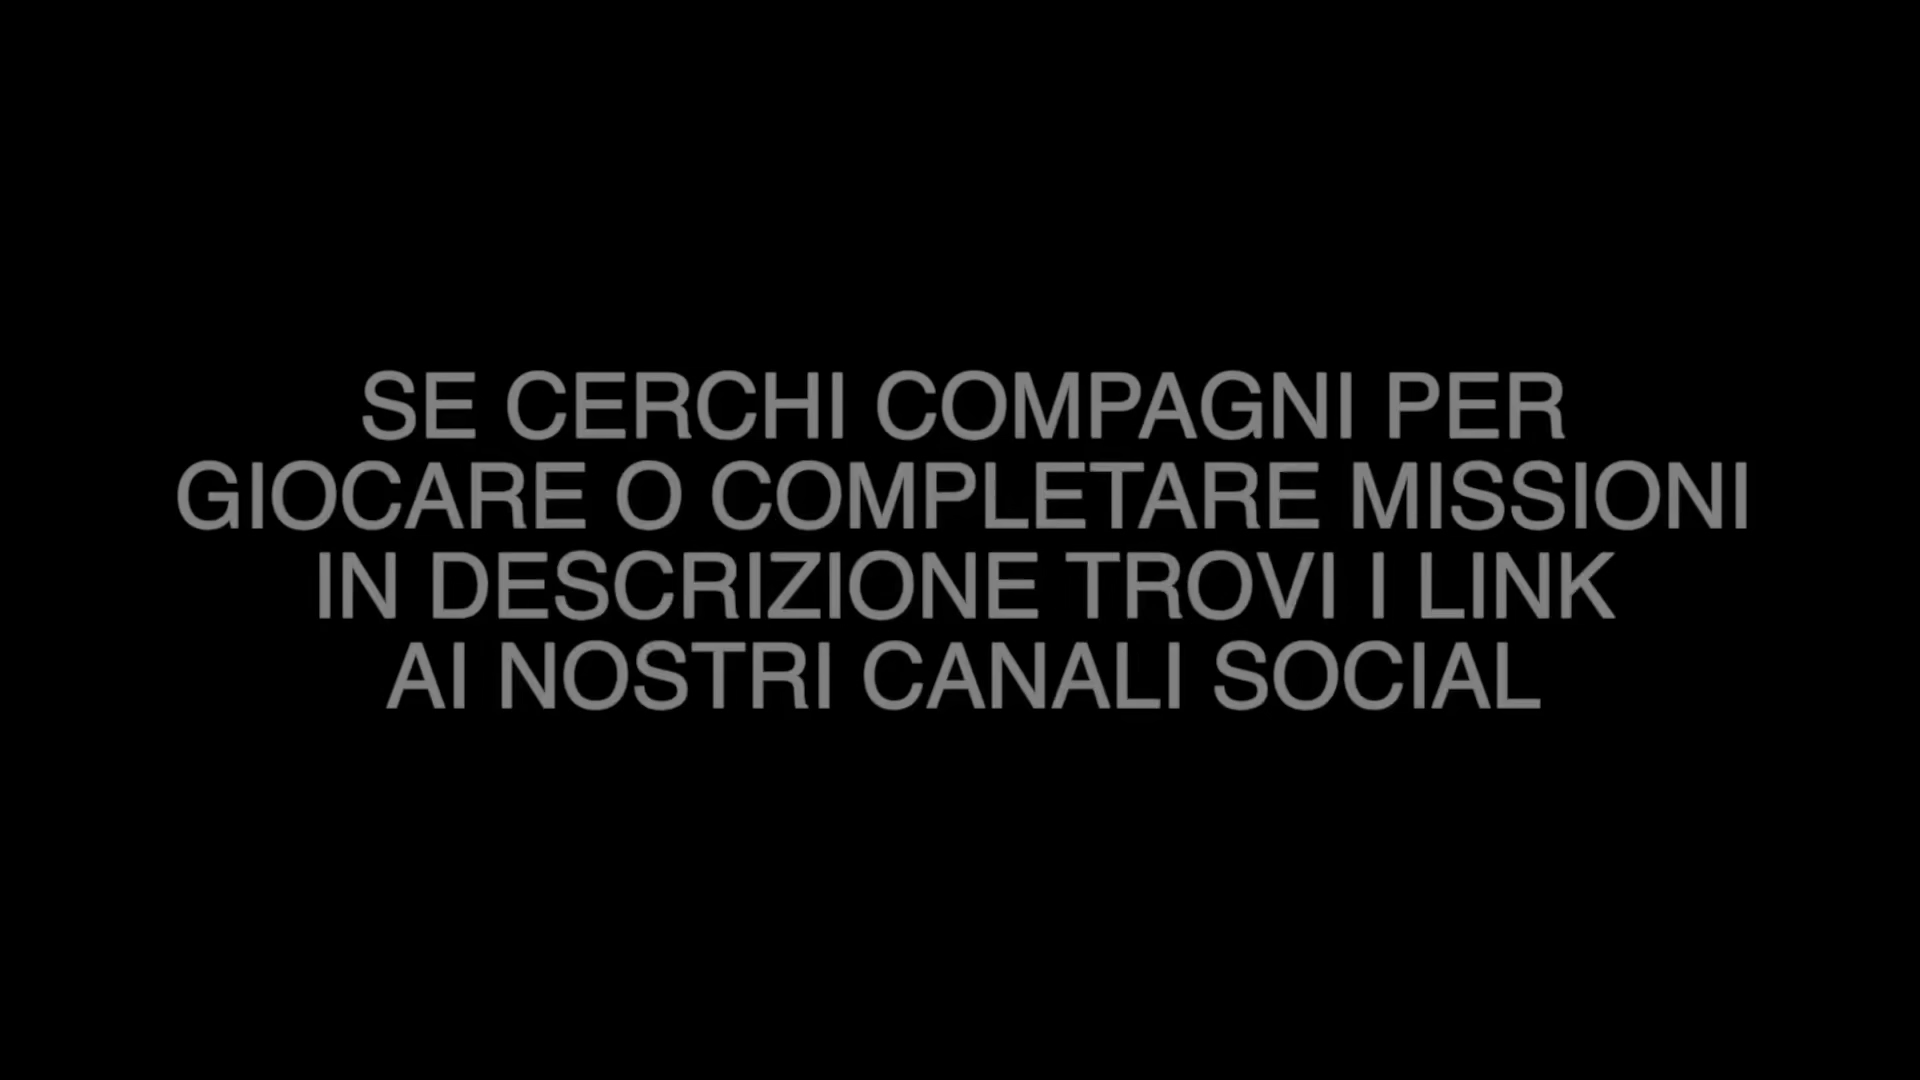 SE CERCHI COMPAGNI PER
GIOCARE O COMPLETARE MISSIONI
IN DESCRIZIONE TROVI I LINK
AI NOSTRI CANALI SOCIAL